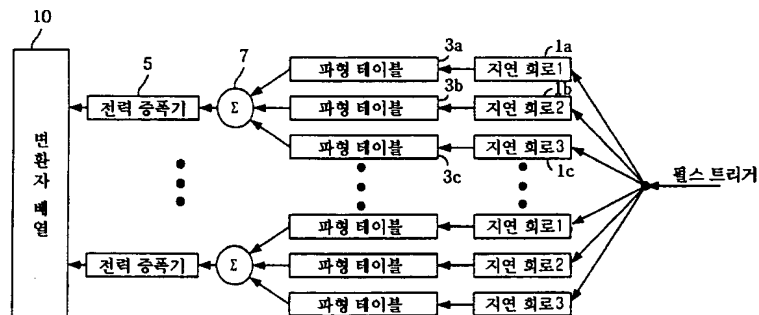 10
변환자 배열
5
전력 증폭기
7
Σ
3a
파형 테이블
1a
지연 회로1
3b
파형 테이블
1b
지연 회로2
파형 테이블
3c
지연 회로3
1c
펄스 트리거
전력 증폭기
Σ
파형 테이블
지연 회로1
파형 테이블
지연 회로2
파형 테이블
지연 회로3